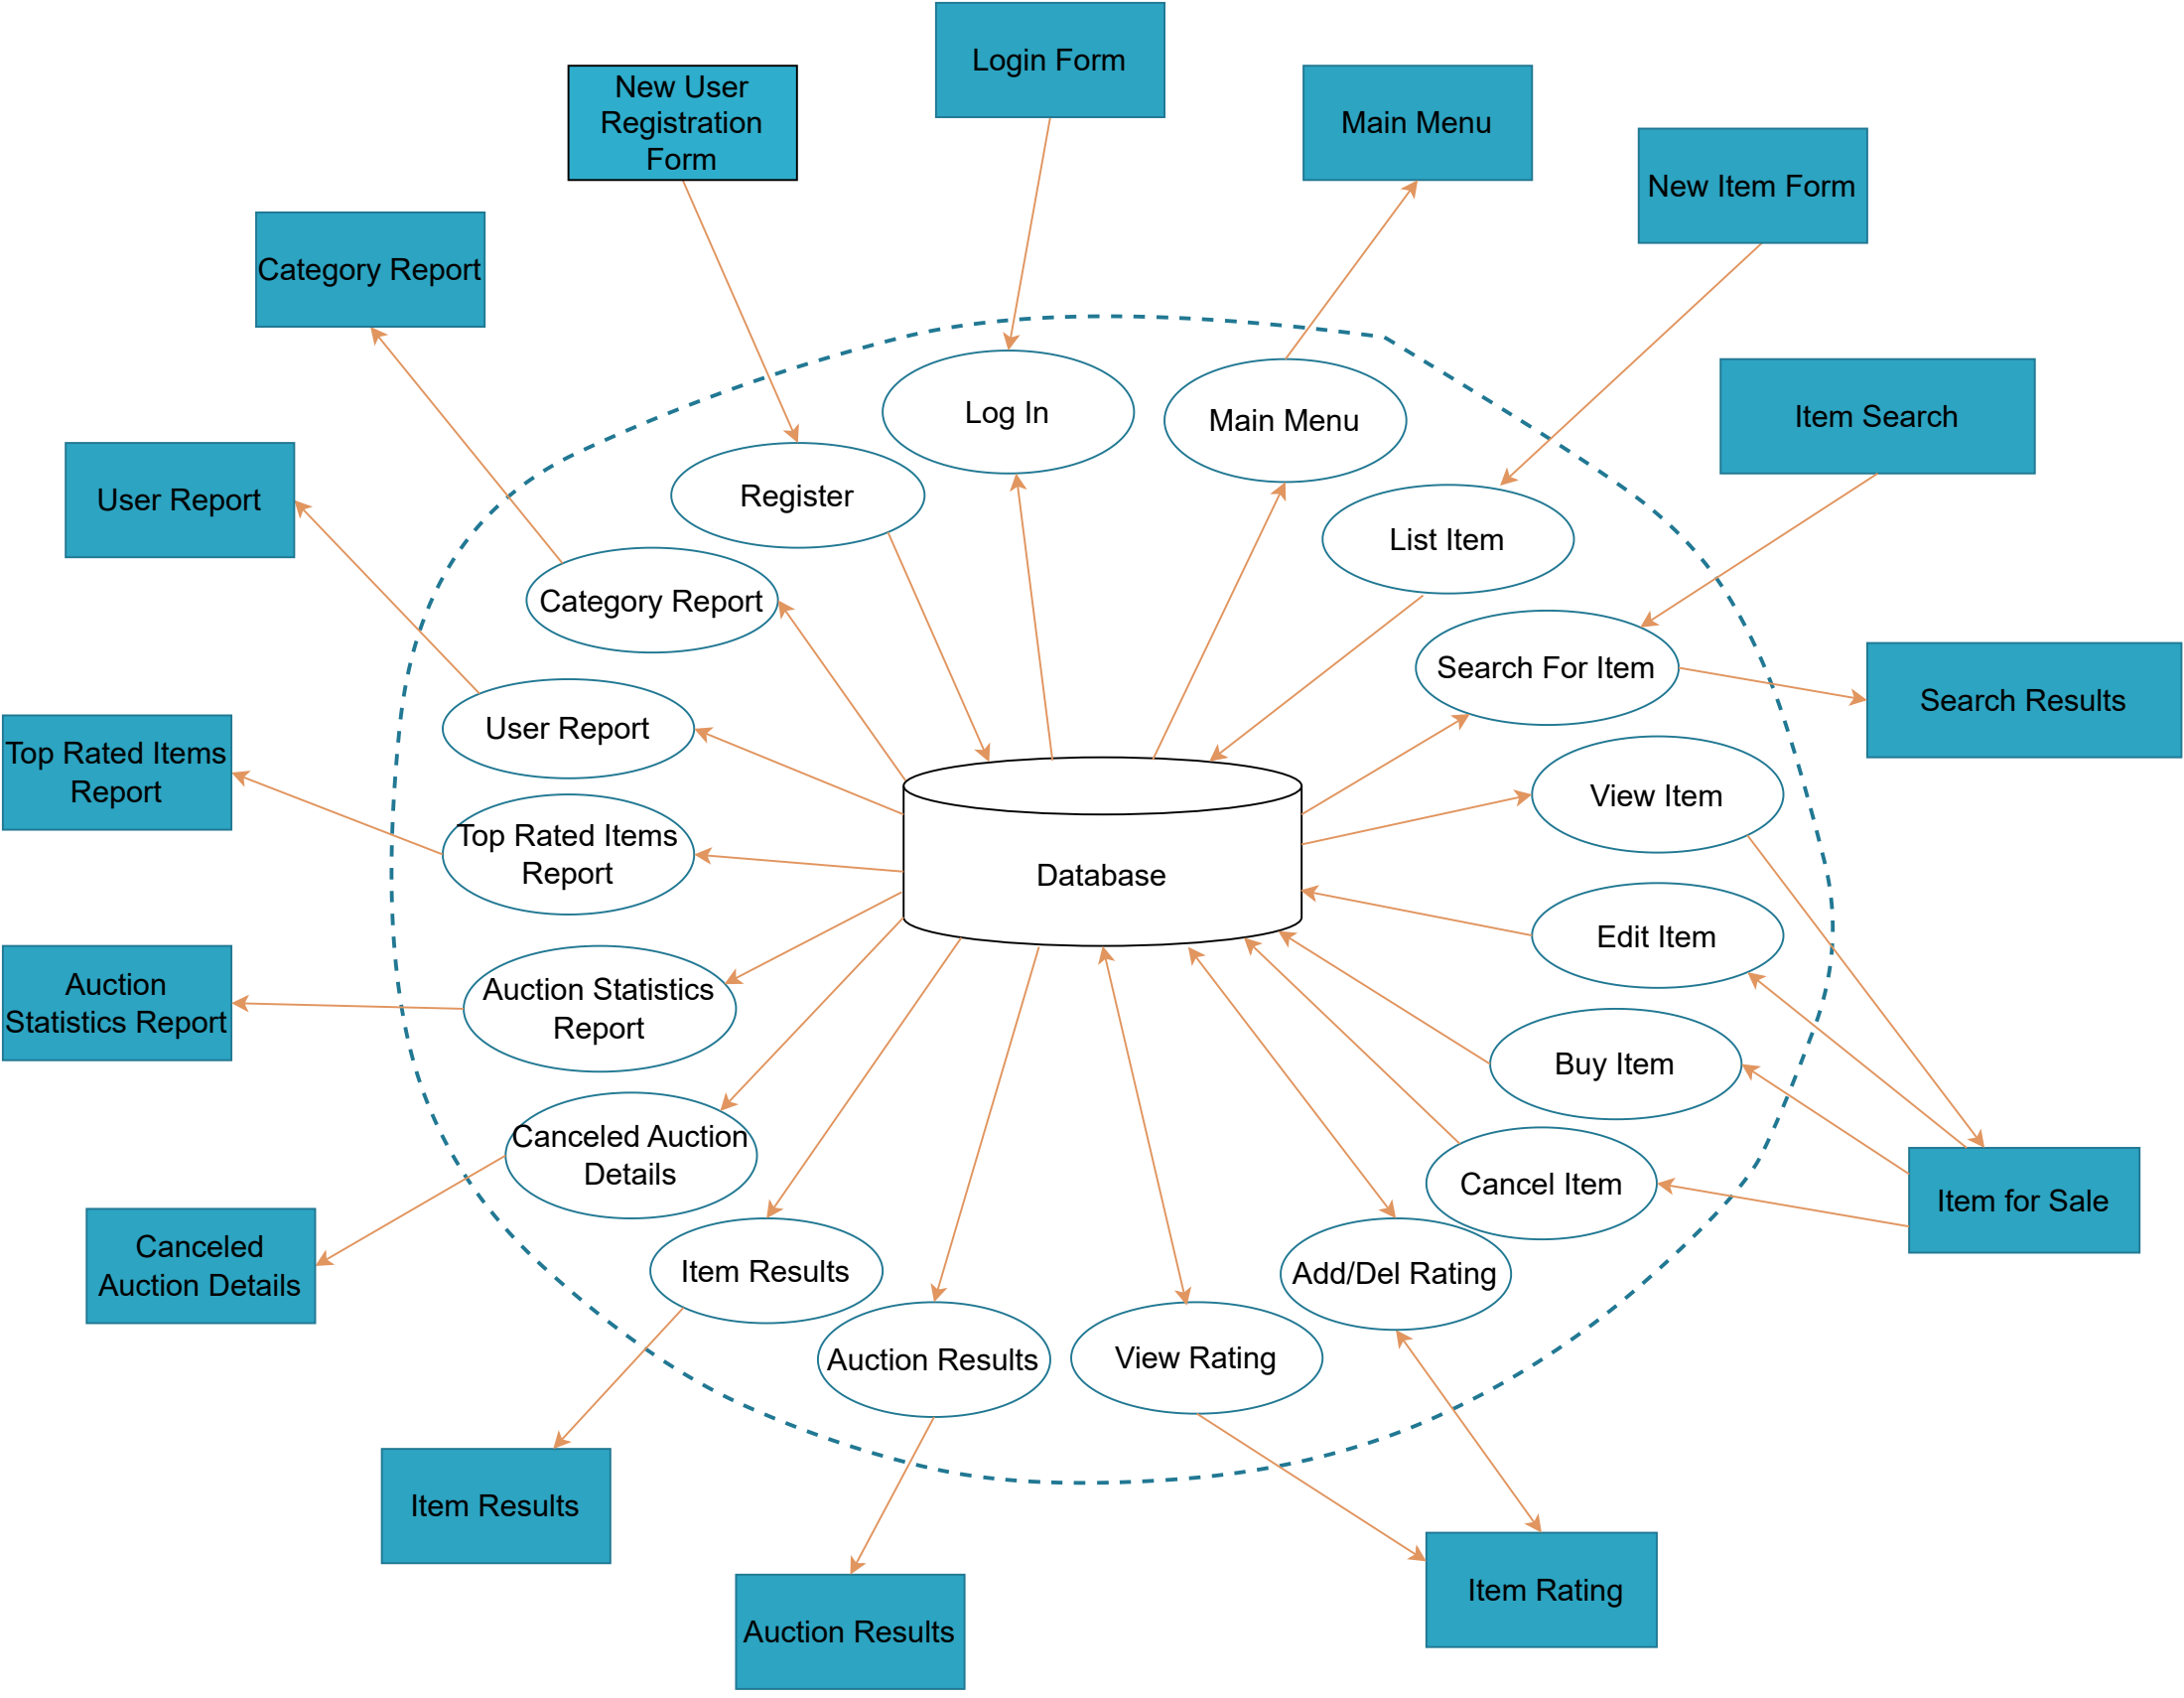 Login Form
New User
Registration
Form
Main Menu
New Item Form
Category Report
Item Search
Log In
Main Menu
User Report
Register
List Item
Category Report
Search For Item
Search Results
User Report
Top Rated Items
Report
View Item
Top Rated Items
Report
Database
Edit Item
Auction
Statistics Report
Auction Statistics
Report
Buy Item
Canceled Auction
Details
Cancel Item
Item for Sale
Canceled
Auction Details
Item Results
Add/Del Rating
Auction Results
View Rating
Item Results
Item Rating
Auction Results